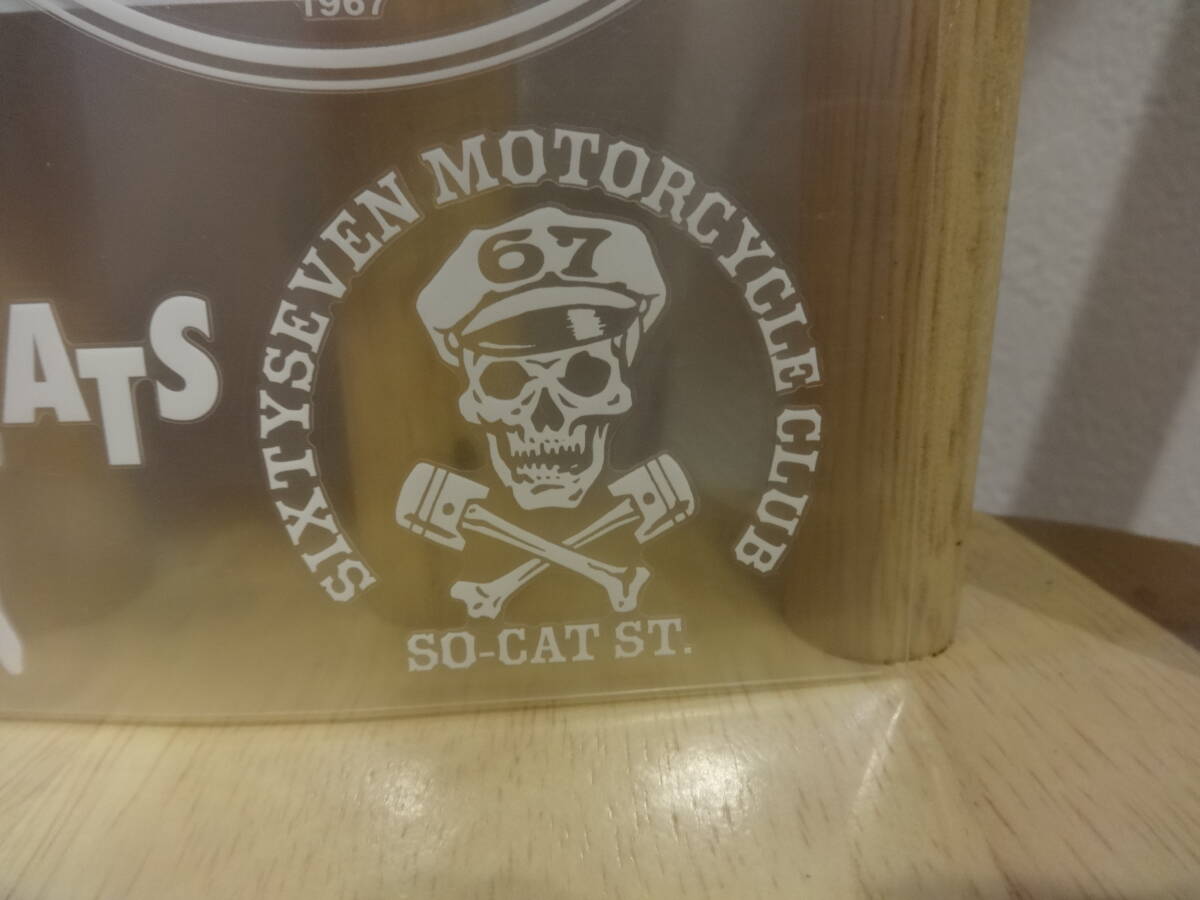 1967
ATS
SIXTYSEVEN MOTORCYCLE CLUB
67
SO-CAT ST.